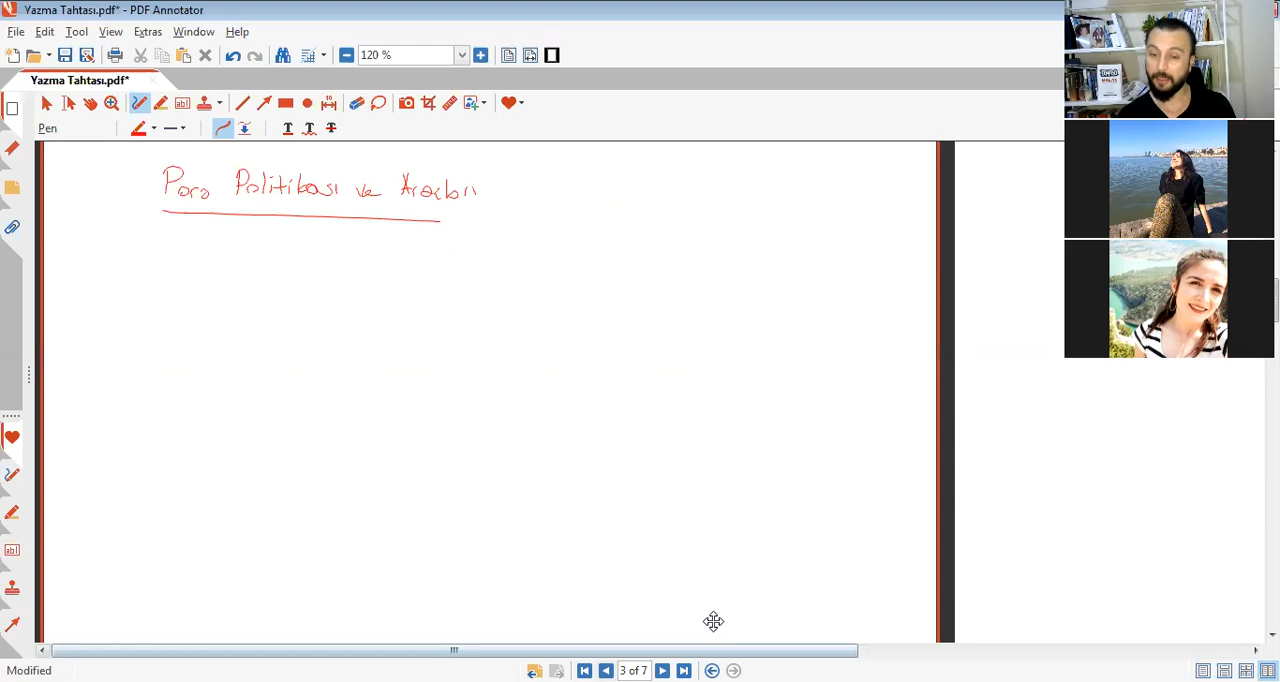 Yazma Tahtası.pdf* - PDF Annotator
File Edit Tool View Extras Window Help
120 %
Yazma Tahtası.pdf*
Pen
Para Politikası ve Araçları
Modified
3 of 7